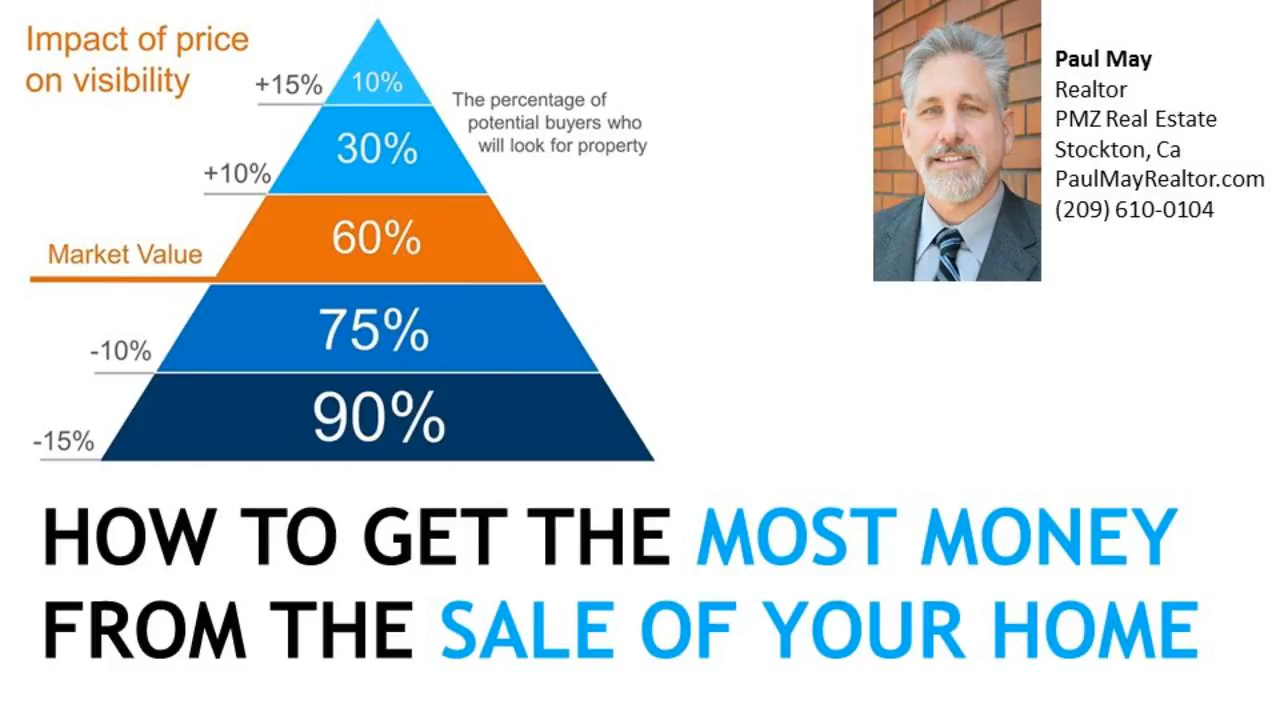 Impact of price
on visibility
+15%
10%
The percentage of
potential buyers who
will look for property
30%
+10%
60%
Market Value
75%
-10%
90%
-15%
Paul May
Realtor
PMZ Real Estate
Stockton, Ca
PaulMayRealtor.com
(209) 610-0104
HOW TO GET THE MOST MONEY
FROM THE SALE OF YOUR HOME